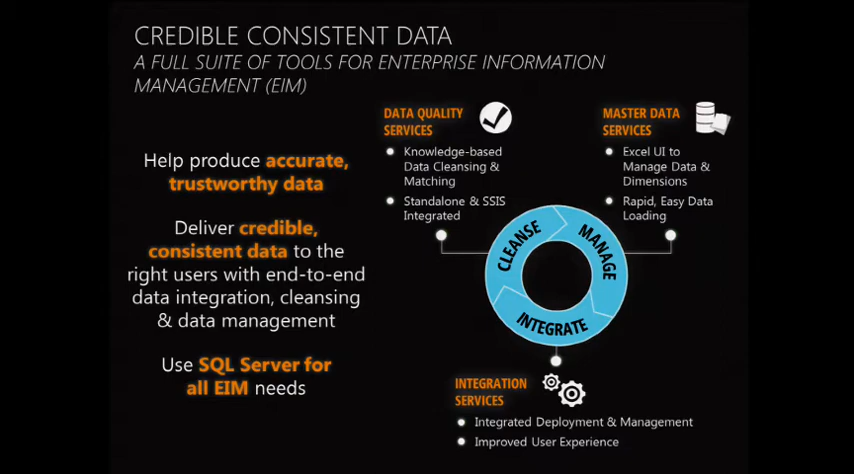 CREDIBLE CONSISTENT DATA
A FULL SUITE OF TOOLS FOR ENTERPRISE INFORMATION
MANAGEMENT (EIM)
Help produce accurate,
trustworthy data
Deliver credible,
consistent data to the
right users with end-to-end
data integration, cleansing
& data management
Use SQL Server for
all EIM needs
DATA QUALITY
SERVICES
Knowledge-based
Data Cleansing &
Matching
Standalone & SSIS
Integrated
MASTER DATA
SERVICES
Excel UI to
Manage Data &
Dimensions
Rapid, Easy Data
Loading
CLEANSE
MANAGE
INTEGRATE
INTEGRATION
SERVICES
Integrated Deployment & Management
Improved User Experience